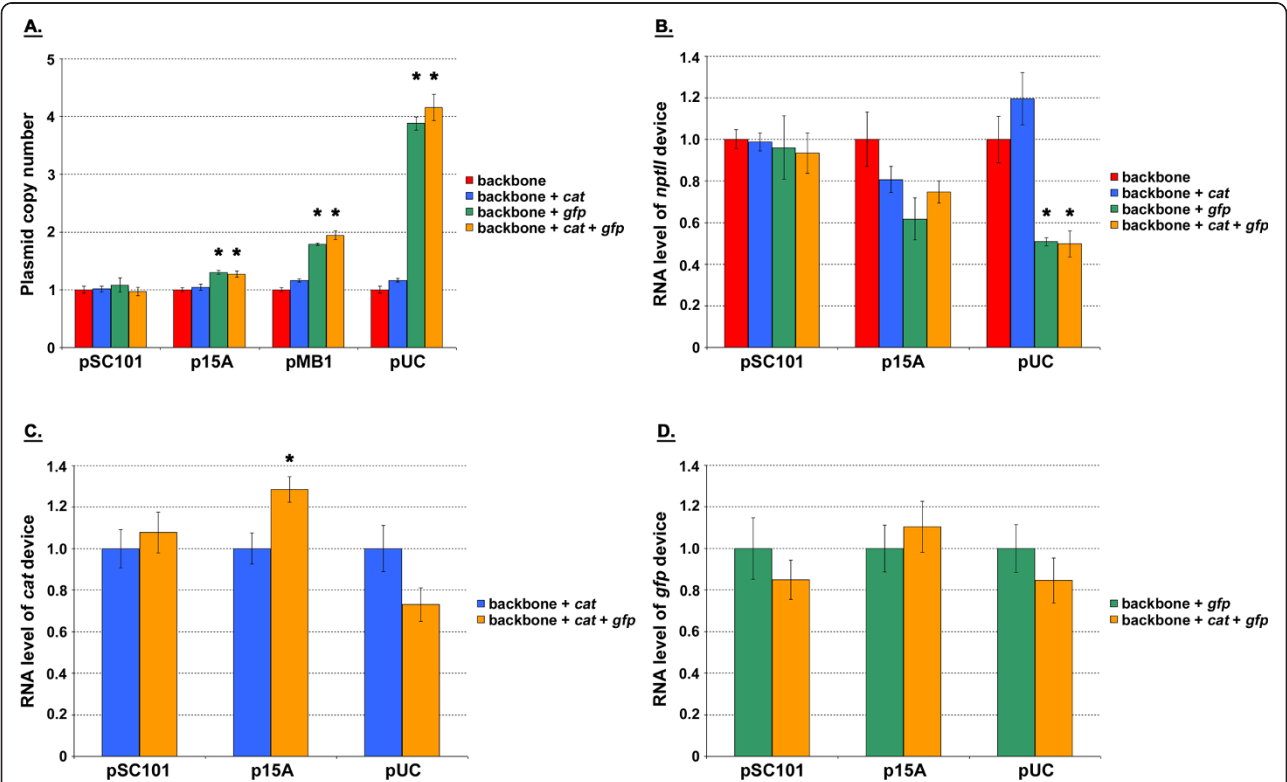 A.
Plasmid copy number
5
4
3
2
1
0
* *
* *
* *
pSC101 p15A pMB1 pUC
backbone
backbone + cat
backbone + gfp
backbone + cat + gfp
B.
RNA level of nptII device
1.4
1.2
1.0
0.8
0.6
0.4
0.2
0
* *
pSC101 p15A pUC
backbone
backbone + cat
backbone + gfp
backbone + cat + gfp
C.
RNA level of cat device
1.4
1.2
1.0
0.8
0.6
0.4
0.2
0
*
pSC101 p15A pUC
backbone + cat
backbone + cat + gfp
D.
RNA level of gfp device
1.4
1.2
1.0
0.8
0.6
0.4
0.2
0
pSC101 p15A pUC
backbone + gfp
backbone + cat + gfp